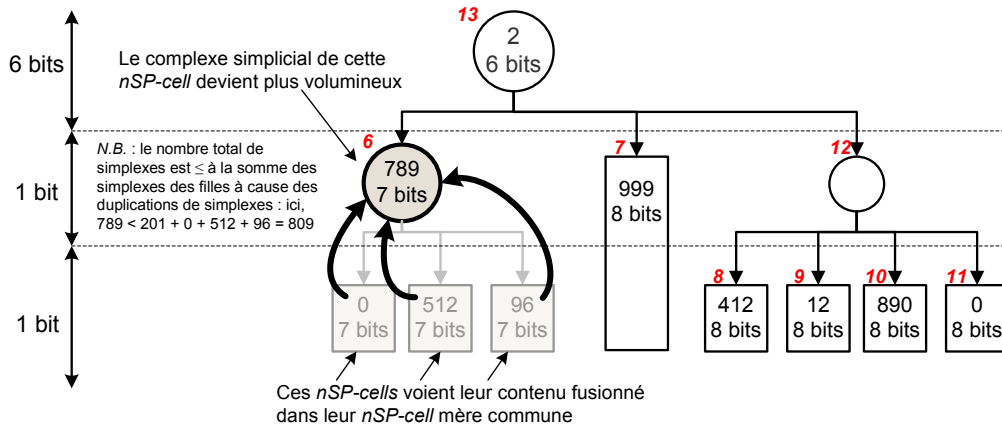 13
2
6 bits
6 bits
Le complexe simplicial de cette
nSP-cell devient plus volumineux
6
7
12
N.B. : le nombre total de
simplexes est ≤ à la somme des
simplexes des filles à cause des
duplications de simplexes : ici,
789 < 201 + 0 + 512 + 96 = 809
1 bit
789
7 bits
999
8 bits
8
9
10
11
1 bit
0
7 bits
512
7 bits
96
7 bits
412
8 bits
12
8 bits
890
8 bits
0
8 bits
Ces nSP-cells voient leur contenu fusionné
dans leur nSP-cell mère commune